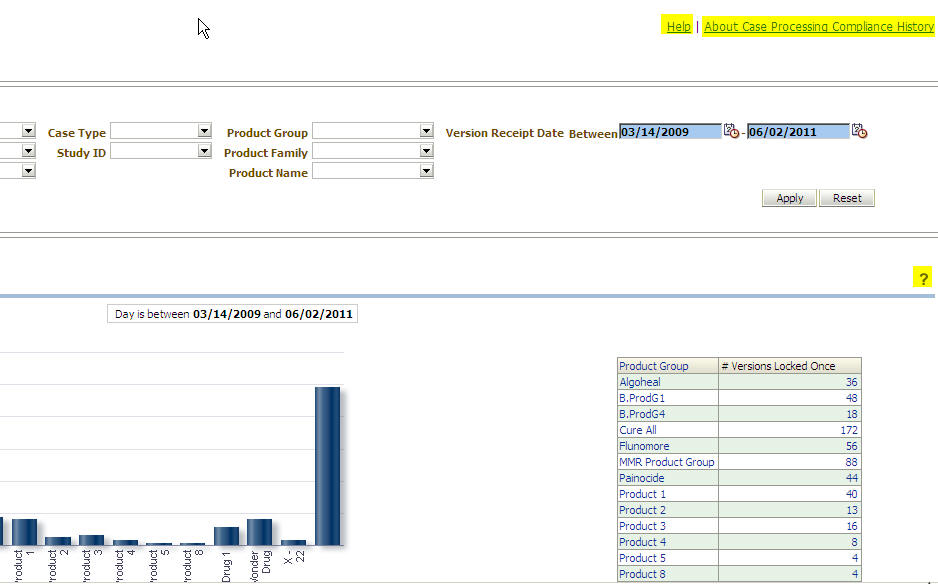 Help | About Case Processing Compliance History
Case Type Product Group Version Receipt Date Between 03/14/2009 - 06/02/2011
Study ID Product Family
Product Name
Apply Reset
?
Day is between 03/14/2009 and 06/02/2011
Product Group # Versions Locked Once
Algoheal 36
B.ProdG1 48
B.ProdG4 18
Cure All 172
Flunomore 56
MMR Product Group 88
Painocide 44
Product 1 40
Product 2 13
Product 3 16
Product 4 8
Product 5 4
Product 8 4
roduct 1
roduct 2
roduct 3
roduct 4
roduct 5
roduct 8
Drug 1
Wonder Drug
X - 22